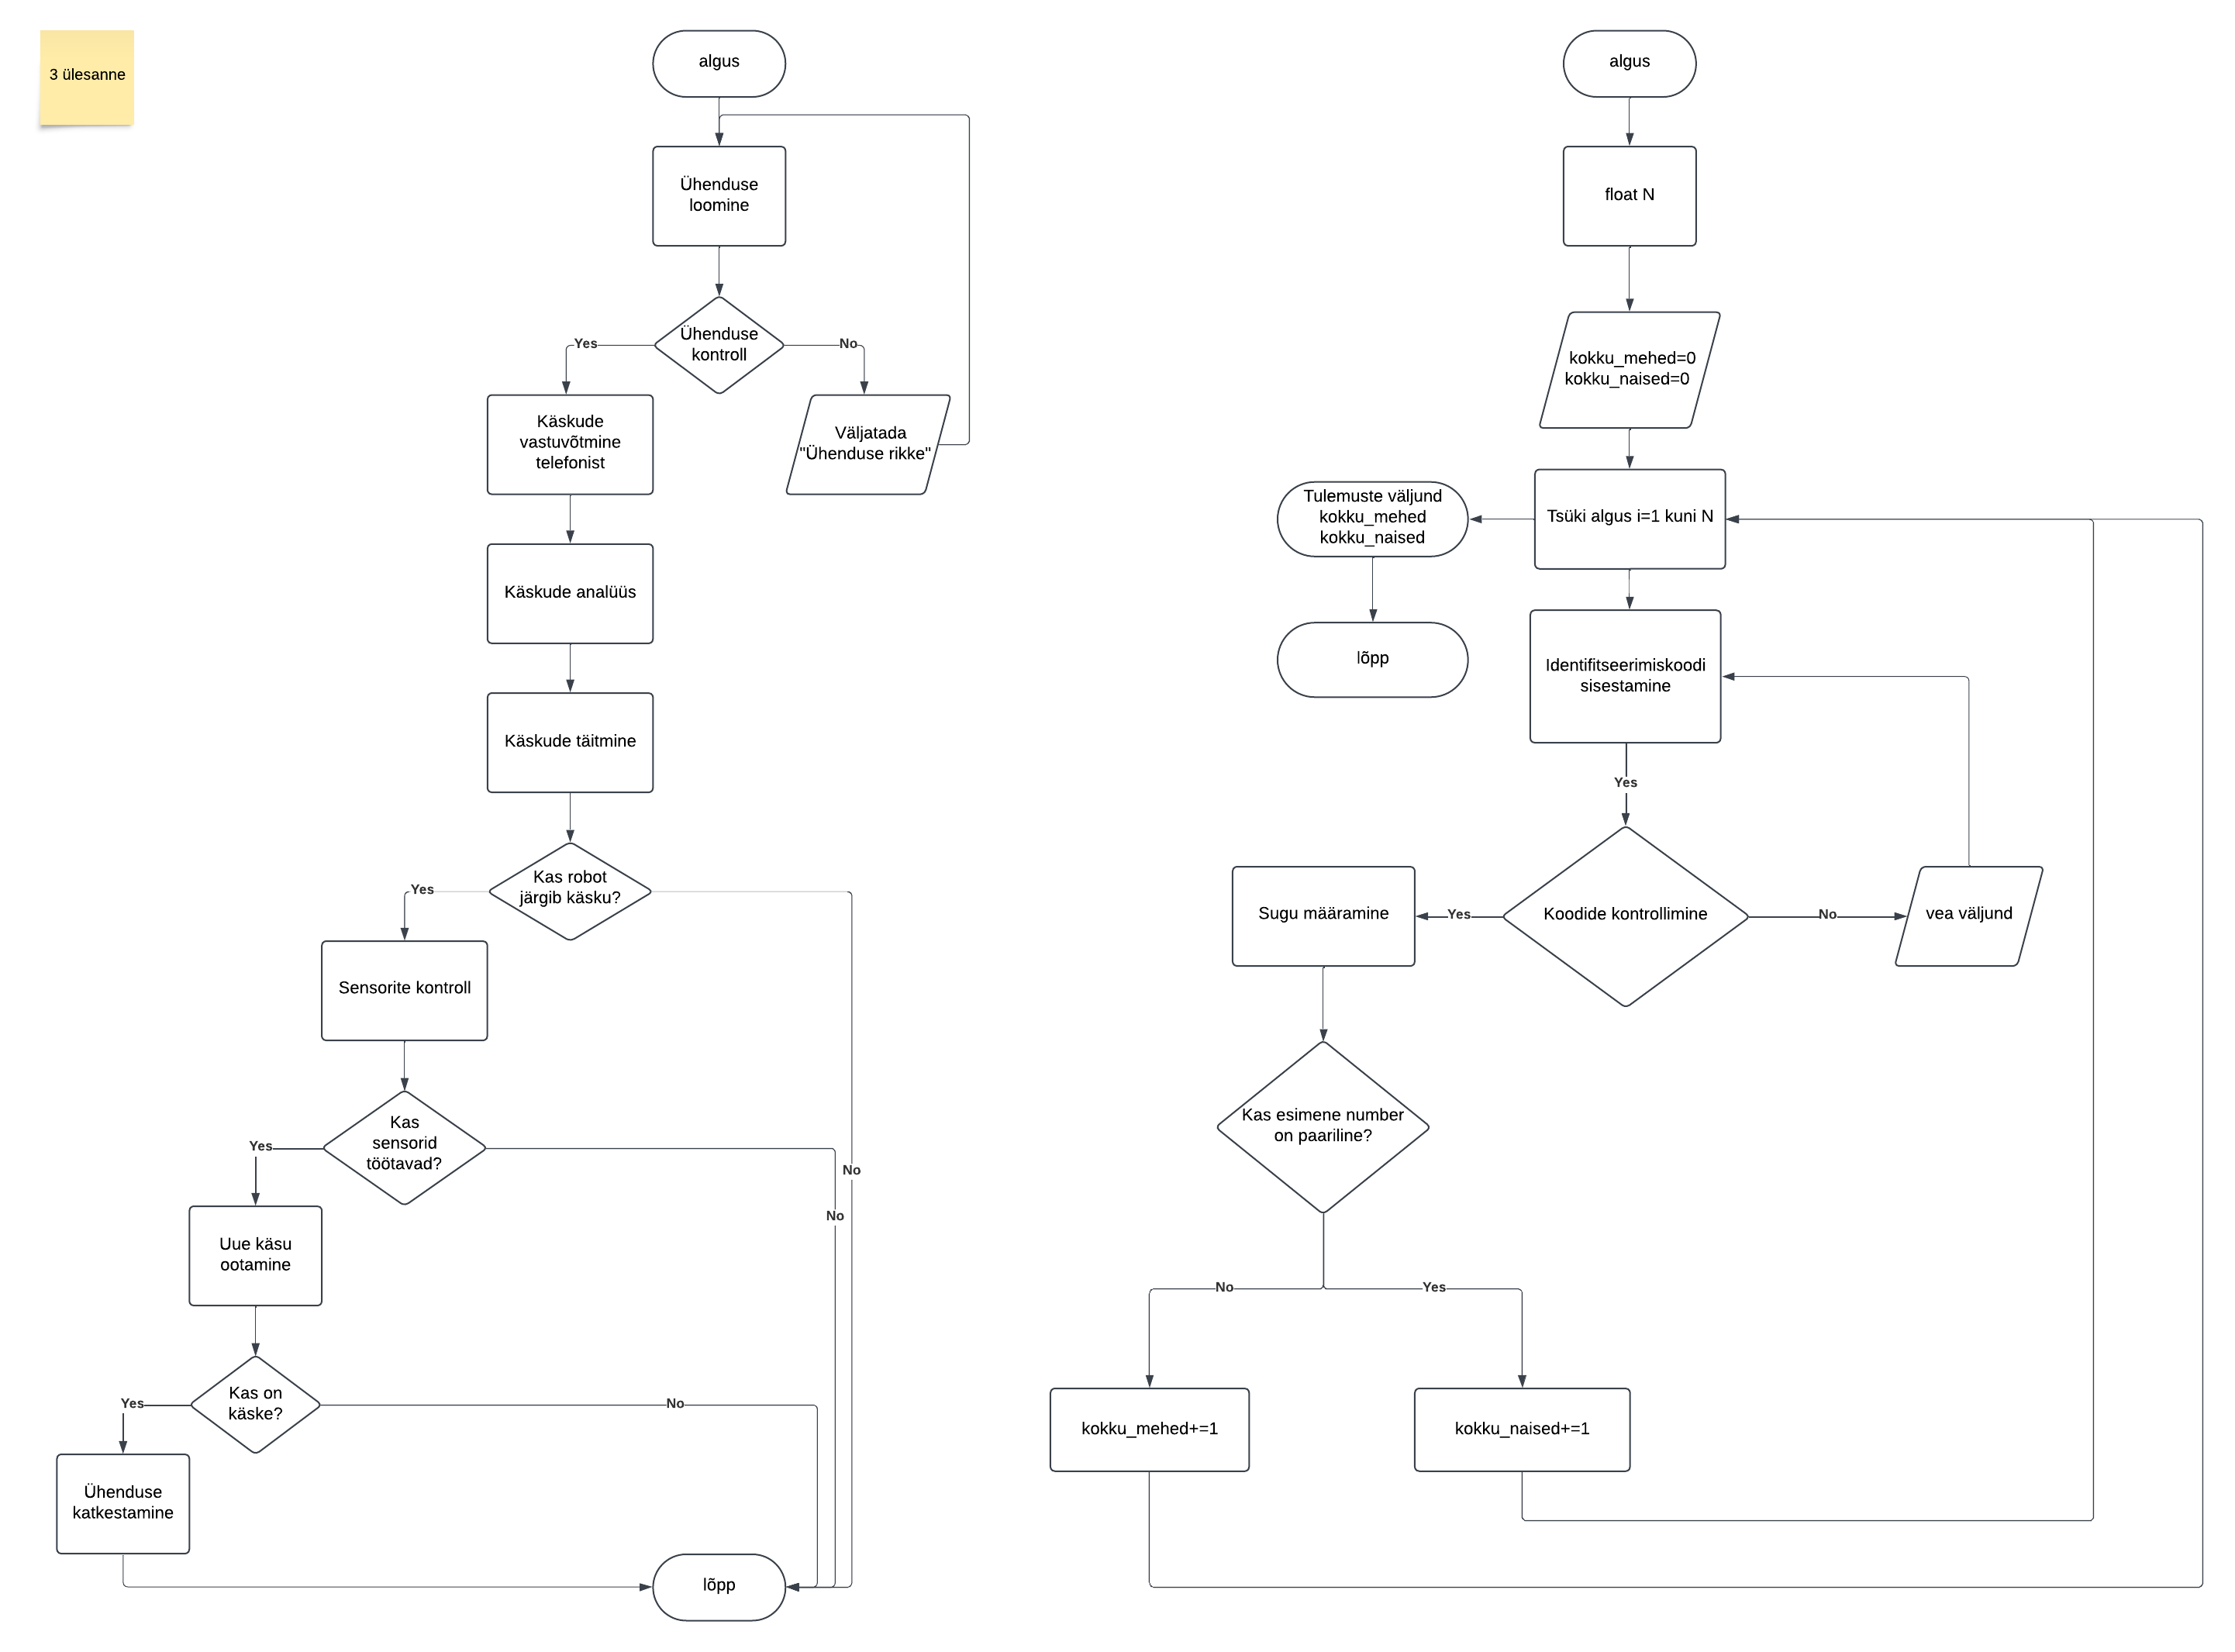 3 ülesanne
algus
Ühenduse
loomine
Ühenduse
kontroll
Yes
No
Käskude
vastuvõtmine
telefonist
Väljatada
"Ühenduse rikke"
Käskude analüüs
Käskude täitmine
Kas robot
järgib käsku?
Yes
No
Sensorite kontroll
Kas
sensorid
töötavad?
Yes
No
Uue käsu
ootamine
Kas on
käske?
Yes
No
Ühenduse
katkestamine
lõpp
algus
float N
kokku_mehed=0
kokku_naised=0
Tsüki algus i=1 kuni N
Tulemuste väljund
kokku_mehed
kokku_naised
lõpp
Identifitseerimiskoodi
sisestamine
Yes
Koodide kontrollimine
Yes
No
Sugu määramine
vea väljund
Kas esimene number
on paariline?
No
Yes
kokku_mehed+=1
kokku_naised+=1